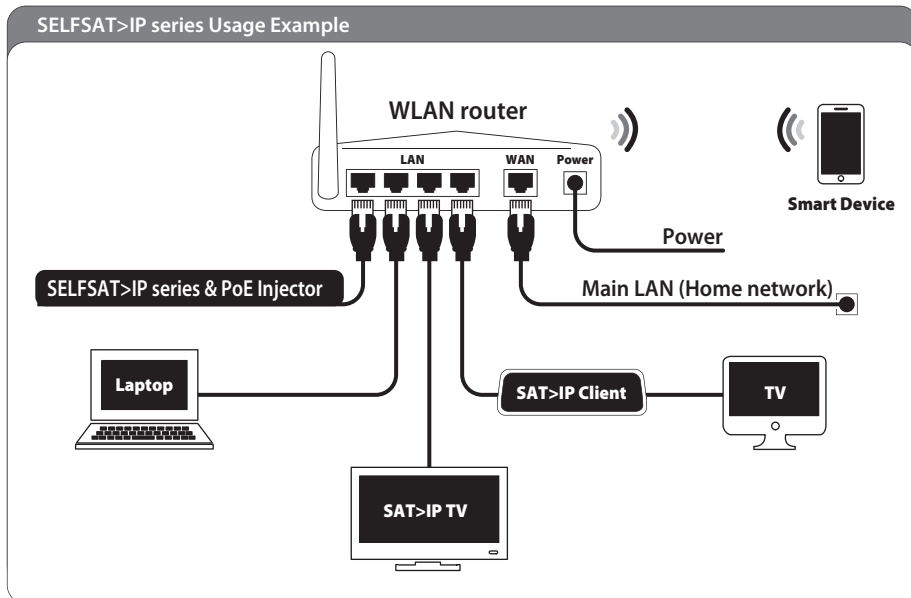 SELFSAT>IP series Usage Example
WLAN router
LAN
WAN
Power
Smart Device
Power
SELFSAT>IP series & PoE Injector
Main LAN (Home network)
Laptop
SAT>IP Client
TV
SAT>IP TV